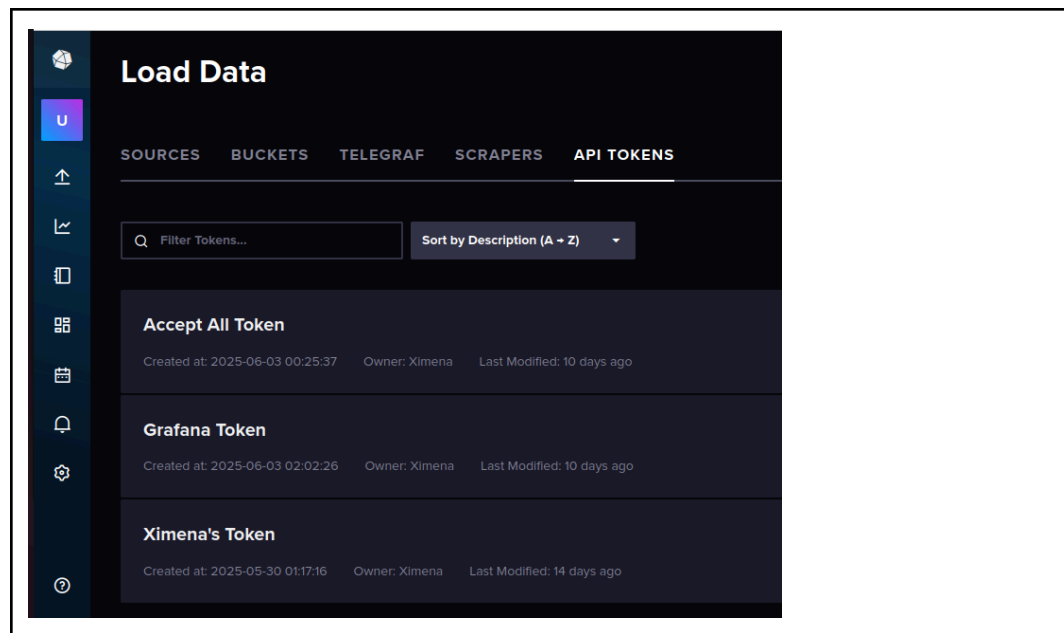 Load Data
U
SOURCES BUCKETS TELEGRAF SCRAPERS API TOKENS
Filter Tokens... Sort by Description (A → Z)
Accept All Token
Created at: 2025-06-03 00:25:37 Owner: Ximena Last Modified: 10 days ago
Grafana Token
Created at: 2025-06-03 02:02:26 Owner: Ximena Last Modified: 10 days ago
Ximena's Token
Created at: 2025-05-30 01:17:16 Owner: Ximena Last Modified: 14 days ago